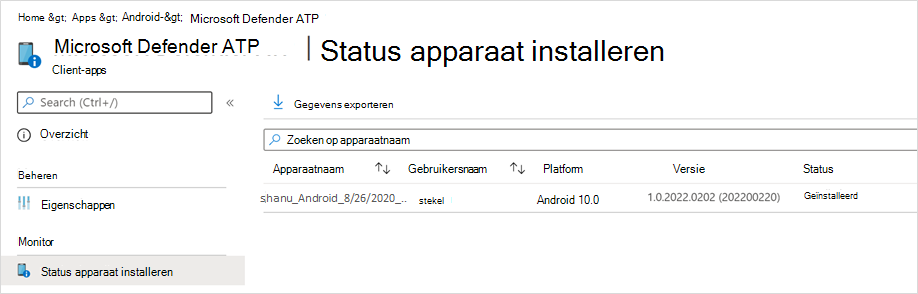 Home &gt; Apps &gt; Android-&gt; Microsoft Defender ATP
Microsoft Defender ATP | Status apparaat installeren
Client-apps
Search (Ctrl+/) «
Gegevens exporteren
Overzicht
Zoeken op apparaatnaam
Apparaatnaam ↑↓ Gebruikersnaam ↑↓ Platform Versie Status
Beheren
shanu_Android_8/26/2020_... stekel Android 10.0 1.0.2022.0202 (202200220) Geïnstalleerd
Eigenschappen
Monitor
Status apparaat installeren